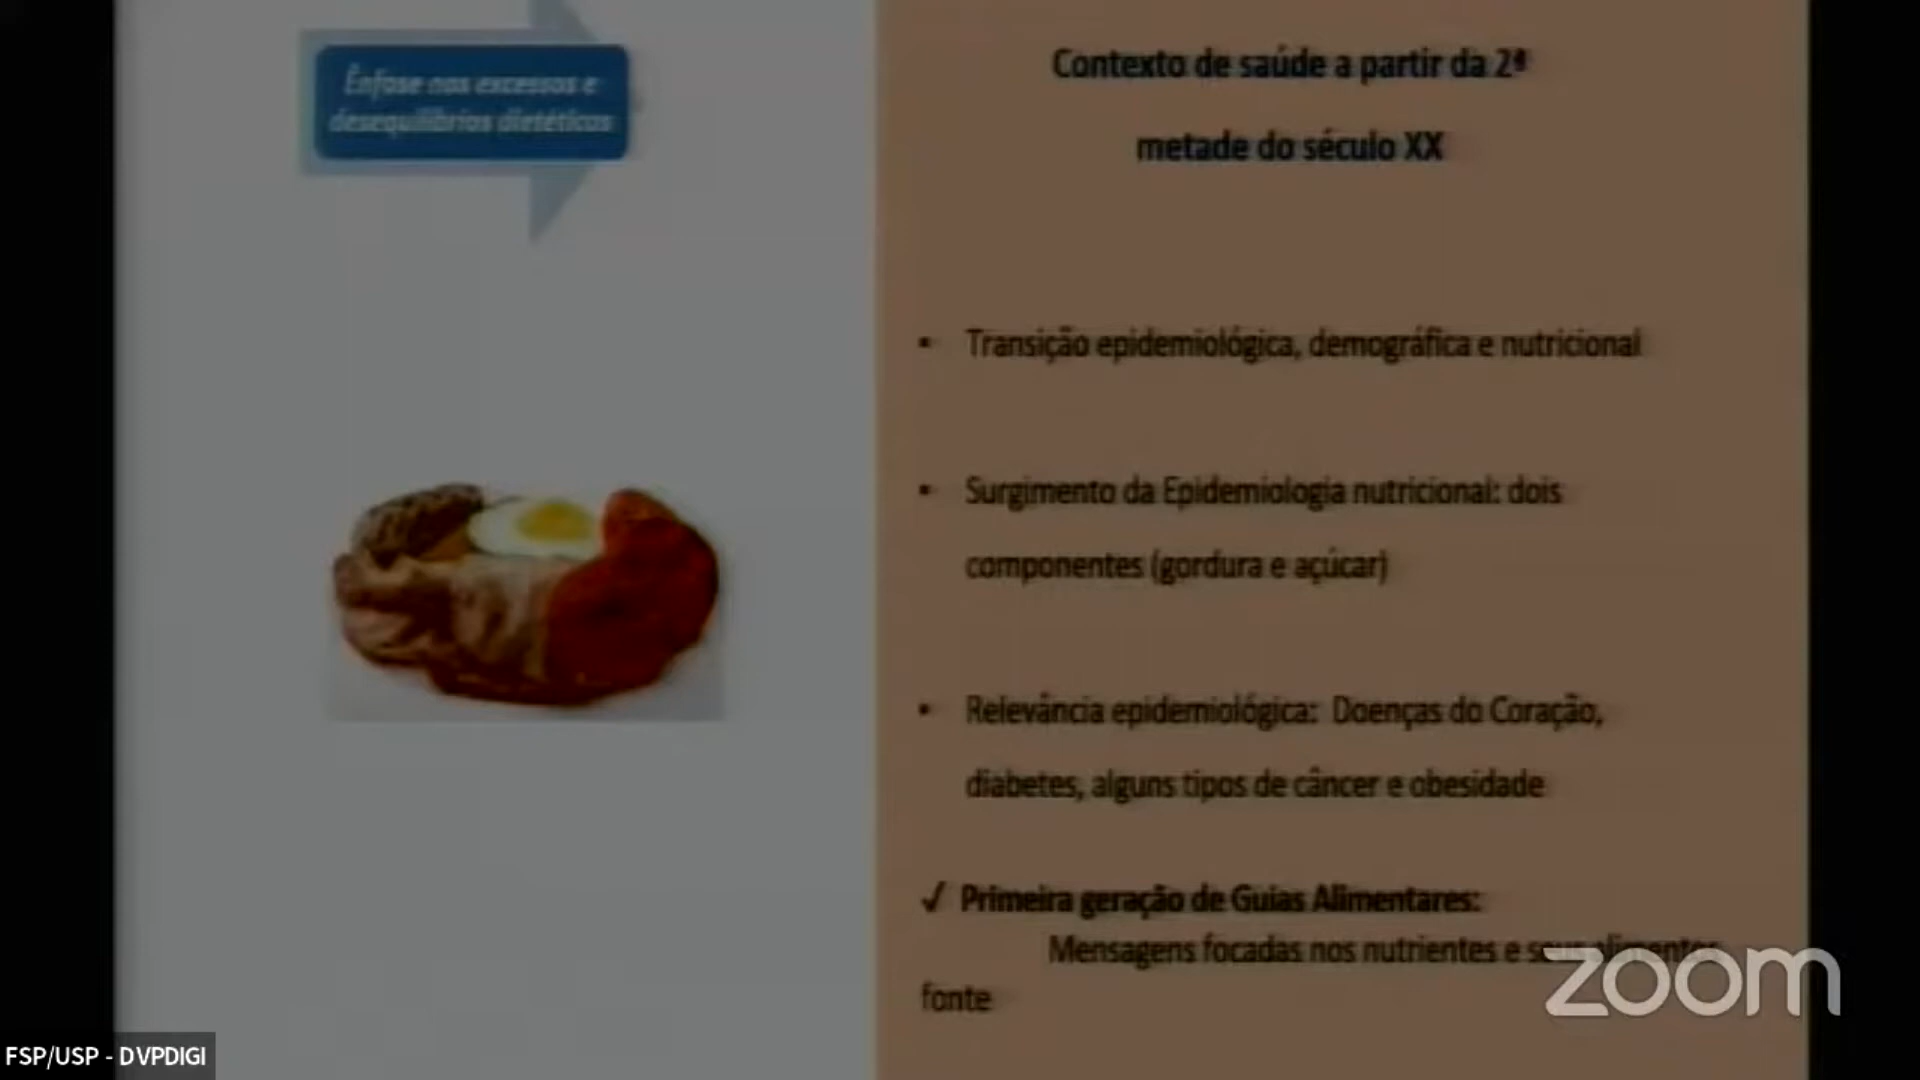 Ênfase nos excessos e
desequilíbrios dietéticos
Contexto de saúde a partir da 2ª
metade do século XX
• Transição epidemiológica, demográfica e nutricional
• Surgimento da Epidemiologia nutricional: dois
componentes (gordura e açúcar)
• Relevância epidemiológica: Doenças do Coração,
diabetes, alguns tipos de câncer e obesidade
✓ Primeira geração de Guias Alimentares:
Mensagens focadas nos nutrientes e seus alimentos
fonte
zoom
FSP/USP - DVPDIGI